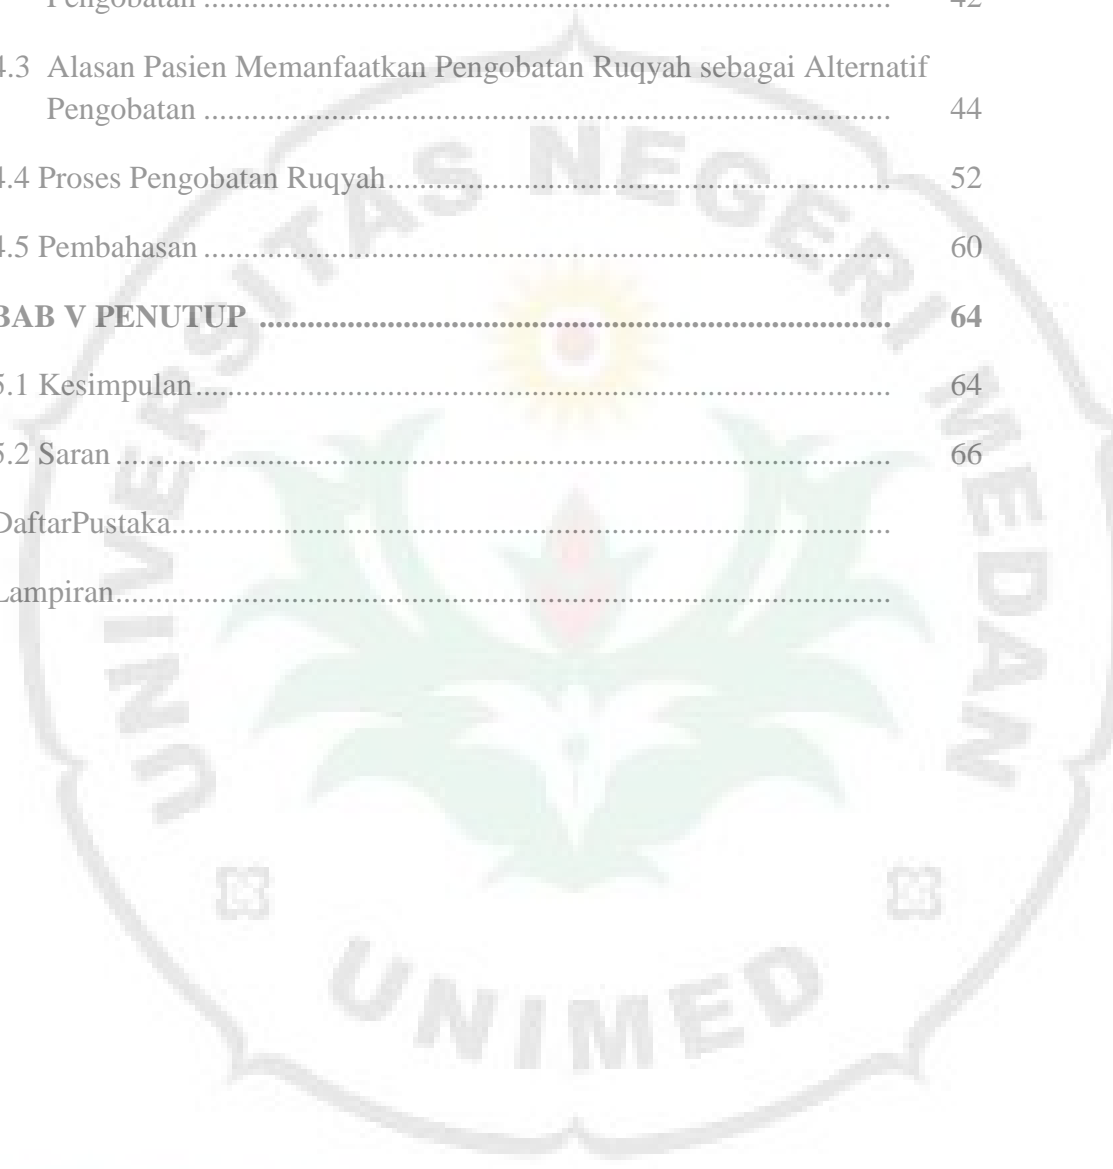 Pengobatan ........................................................................................ 42
4.3 Alasan Pasien Memanfaatkan Pengobatan Ruqyah sebagai Alternatif
Pengobatan ........................................................................................ 44
4.4 Proses Pengobatan Ruqyah................................................................ 52
4.5 Pembahasan ........................................................................................ 60
BAB V PENUTUP ................................................................................ 64
5.1 Kesimpulan........................................................................................ 64
5.2 Saran ................................................................................................... 66
DaftarPustaka...........................................................................................
Lampiran..................................................................................................
UNIVERSITAS NEGERI MEDAN
UNIMED